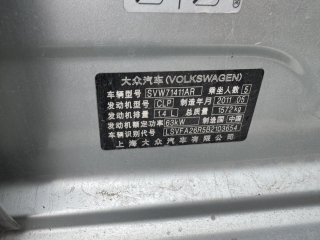 大众汽车(VOLKSWAGEN)
车辆型号 SVW71411AR 乘坐人数 5
发动机型号 CLP 制造年月 2011 05
发动机排量 1.4 L 总质量 1572 kg
发动机额定功率 63kW 制造国 中国
车辆识别代号 LSVFA26R5B2103654
上海大众汽车有限公司